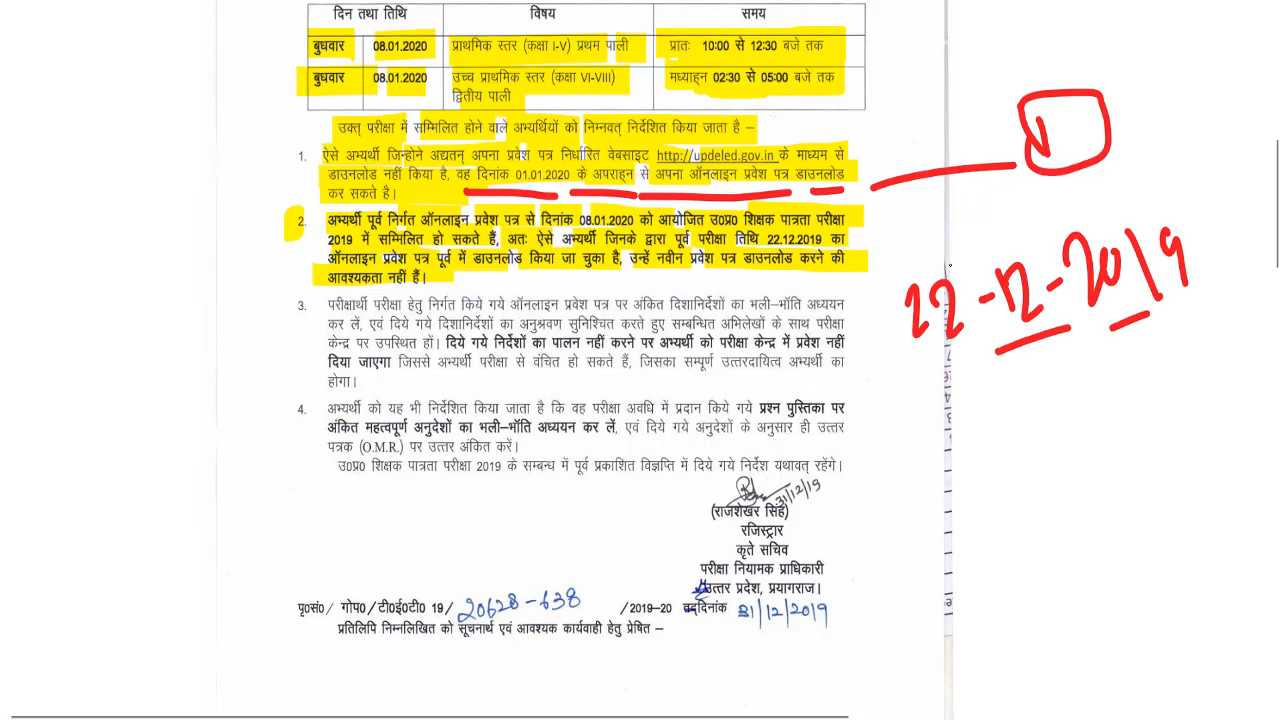 दिन तथा तिथि विषय समय
बुधवार 08.01.2020 प्राथमिक स्तर (कक्षा I-V) प्रथम पाली प्रातः 10:00 से 12:30 बजे तक
बुधवार 08.01.2020 उच्च प्राथमिक स्तर (कक्षा VI-VIII) मध्याह्न 02:30 से 05:00 बजे तक
द्वितीय पाली
उक्त परीक्षा में सम्मिलित होने वाले अभ्यर्थियों को निम्नवत् निर्देशित किया जाता है –
1. ऐसे अभ्यर्थी जिन्होने अद्यतन् अपना प्रवेश पत्र निर्धारित वेबसाइट http://updeled.gov.in के माध्यम से
डाउनलोड नहीं किया है, वह दिनांक 01.01.2020 के अपराह्न से अपना ऑनलाइन प्रवेश पत्र डाउनलोड
कर सकते है।
2. अभ्यर्थी पूर्व निर्गत ऑनलाइन प्रवेश पत्र से दिनांक 08.01.2020 को आयोजित उ0प्र0 शिक्षक पात्रता परीक्षा
2019 में सम्मिलित हो सकते हैं, अतः ऐसे अभ्यर्थी जिनके द्वारा पूर्व परीक्षा तिथि 22.12.2019 का
ऑनलाइन प्रवेश पत्र पूर्व में डाउनलोड किया जा चुका है, उन्हें नवीन प्रवेश पत्र डाउनलोड करने की
आवश्यकता नहीं हैं।
22-12-2019
3. परीक्षार्थी परीक्षा हेतु निर्गत किये गये ऑनलाइन प्रवेश पत्र पर अंकित दिशानिर्देशों का भली–भाँति अध्ययन
कर लें, एवं दिये गये दिशानिर्देशों का अनुश्रवण सुनिश्चित करते हुए सम्बन्धित अभिलेखों के साथ परीक्षा
केन्द्र पर उपस्थित हों। दिये गये निर्देशों का पालन नहीं करने पर अभ्यर्थी को परीक्षा केन्द्र में प्रवेश नहीं
दिया जाएगा जिससे अभ्यर्थी परीक्षा से वंचित हो सकते हैं, जिसका सम्पूर्ण उत्तरदायित्व अभ्यर्थी का
होगा।
4. अभ्यर्थी को यह भी निर्देशित किया जाता है कि वह परीक्षा अवधि में प्रदान किये गये प्रश्न पुस्तिका पर
अंकित महत्वपूर्ण अनुदेशों का भली–भाँति अध्ययन कर लें, एवं दिये गये अनुदेशों के अनुसार ही उत्तर
पत्रक (O.M.R.) पर उत्तर अंकित करें।
उ0प्र0 शिक्षक पात्रता परीक्षा 2019 के सम्बन्ध में पूर्व प्रकाशित विज्ञप्ति में दिये गये निर्देश यथावत् रहेंगे।
31/12/19
(राजशेखर सिंह)
रजिस्ट्रार
कृते सचिव
परीक्षा नियामक प्राधिकारी
उत्तर प्रदेश, प्रयागराज।
पृ0सं0/ गोप0/टी0ई0टी0 19/ 20628-638 /2019-20 तद्दिनांक 31/12/2019
प्रतिलिपि निम्नलिखित को सूचनार्थ एवं आवश्यक कार्यवाही हेतु प्रेषित –